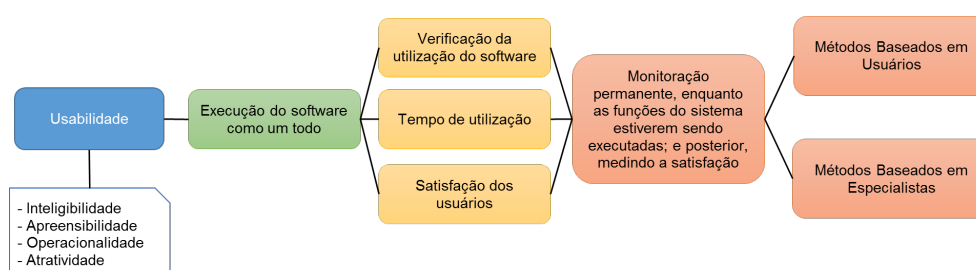 Usabilidade
- Inteligibilidade
- Apreensibilidade
- Operacionalidade
- Atratividade
Execução do software
como um todo
Verificação da
utilização do software
Tempo de utilização
Satisfação dos
usuários
Monitoração
permanente, enquanto
as funções do sistema
estiverem sendo
executadas; e posterior,
medindo a satisfação
Métodos Baseados em
Usuários
Métodos Baseados em
Especialistas